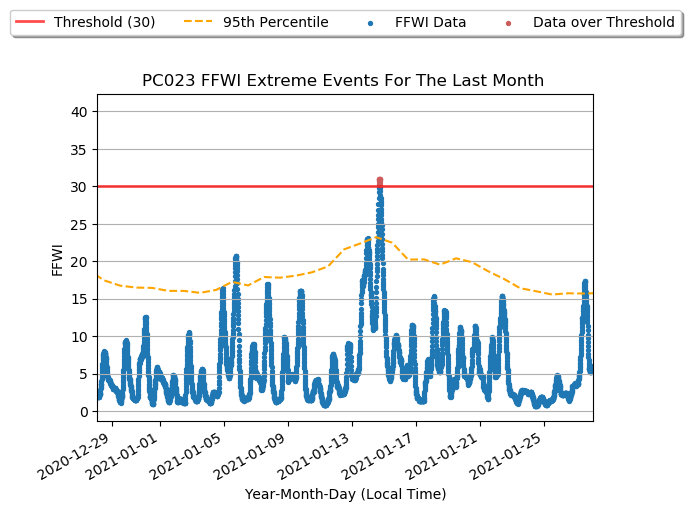 Threshold (30) 95th Percentile FFWI Data Data over Threshold
PC023 FFWI Extreme Events For The Last Month
40
35
30
25
20
15
10
5
0
FFWI
2020-12-29 2021-01-01 2021-01-05 2021-01-09 2021-01-13 2021-01-17 2021-01-21 2021-01-25
Year-Month-Day (Local Time)